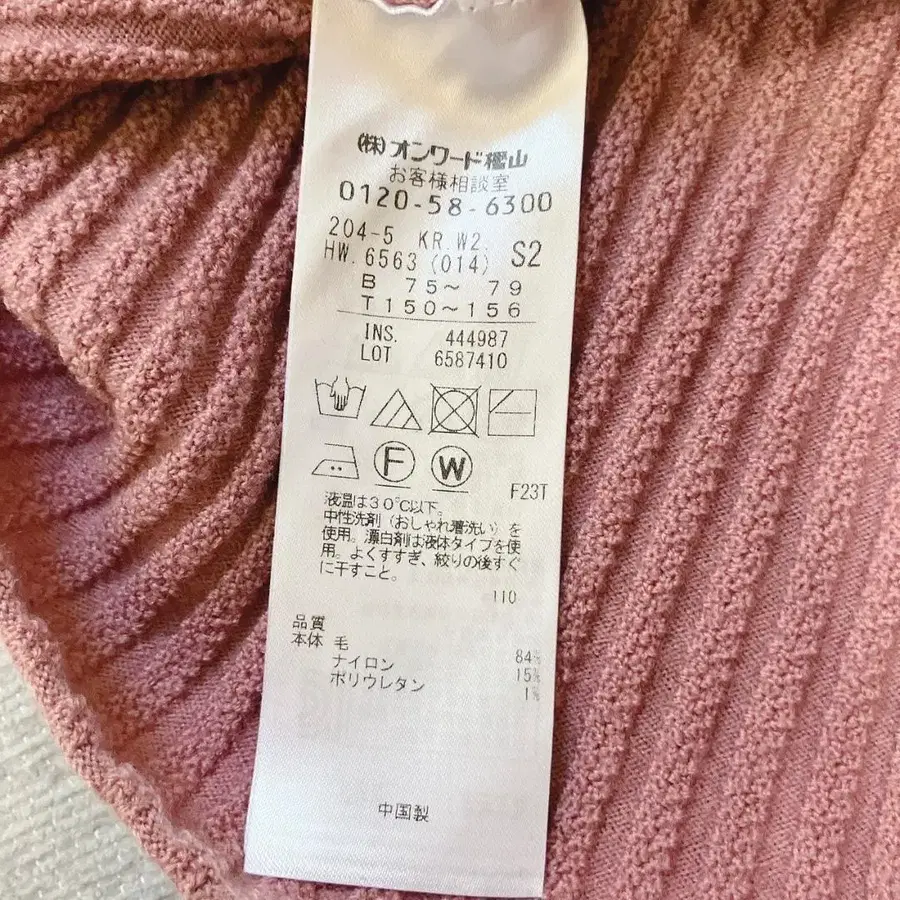 (株)オンワード樫山
お客様相談室
0120-58-6300
204-5 KR.W2. S2
HW.6563 (014)
B 75～ 79
T150～156
INS. 444987
LOT 6587410
F W
F23T
液温は30℃以下。
中性洗剤（おしゃれ着洗い）を
使用。漂白剤は液体タイプを使
用。よくすすぎ、絞りの後すぐ
に干すこと。
110
品質
本体 毛 84%
ナイロン 15%
ポリウレタン 1%
中国製